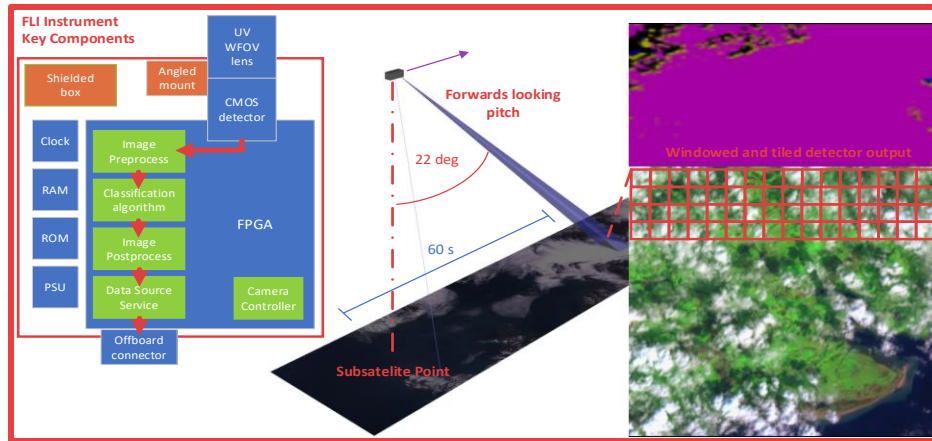 FLI Instrument
Key Components
UV
WFOV
lens
Shielded
box
Angled
mount
CMOS
detector
Clock
RAM
ROM
PSU
Image
Preprocess
Classification
algorithm
Image
Postprocess
Data Source
Service
FPGA
Camera
Controller
Offboard
connector
Forwards looking
pitch
22 deg
60 s
Subsatelite Point
Windowed and tiled detector output